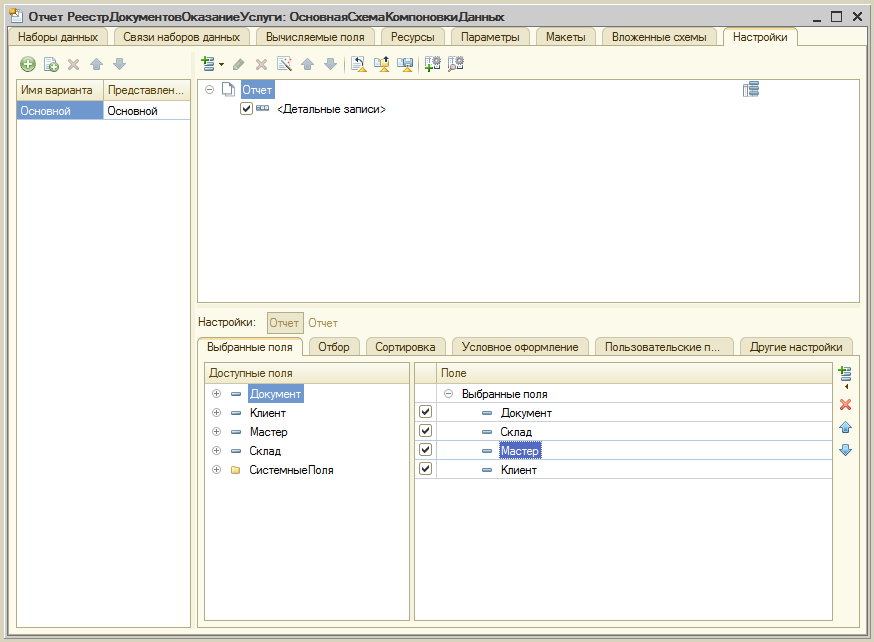 Отчет РеестрДокументовОказаниеУслуги: ОсновнаяСхемаКомпоновкиДанных
Наборы данных Связи наборов данных Вычисляемые поля Ресурсы Параметры Макеты Вложенные схемы Настройки
Имя варианта Представлен...
Основной Основной
Отчет
<Детальные записи>
Настройки: Отчет Отчет
Выбранные поля Отбор Сортировка Условное оформление Пользовательские п... Другие настройки
Доступные поля
Документ
Клиент
Мастер
Склад
СистемныеПоля
Поле
Выбранные поля
Документ
Склад
Мастер
Клиент